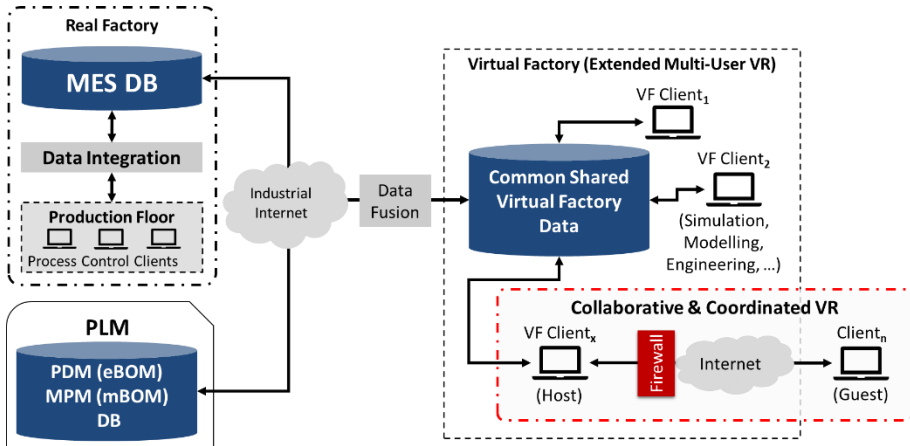 Real Factory
MES DB
Data Integration
Production Floor
Process Control Clients
PLM
PDM (eBOM)
MPM (mBOM)
DB
Industrial
Internet
Data
Fusion
Virtual Factory (Extended Multi-User VR)
VF Client1
Common Shared
Virtual Factory
Data
VF Client2
(Simulation,
Modelling,
Engineering, ...)
Collaborative & Coordinated VR
VF Clientx
(Host)
Firewall
Internet
Clientn
(Guest)